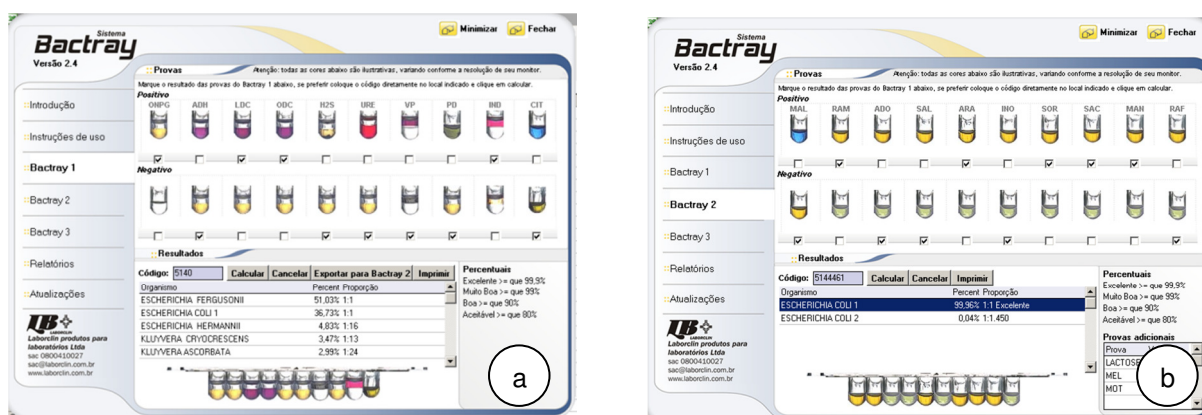 Sistema
Bactray
Versão 2.4
Minimizar
Fechar
Introdução
Instruções de uso
Bactray 1
Bactray 2
Bactray 3
Relatórios
Atualizações
LB
LABORCLIN
Laborclin produtos para
laboratórios Ltda
sac 0800410027
sac@laborclin.com.br
www.laborclin.com.br
Provas
Atenção: todas as cores abaixo são ilustrativas, variando conforme a resolução de seu monitor.
Marque o resultado das provas do Bactray 1 abaixo, se preferir coloque o código diretamente no local indicado e clique em calcular.
Positivo
ONPG ADH LDC ODC H2S URE VP PD IND CIT
Negativo
Resultados
Código: 5140 Calcular Cancelar Exportar para Bactray 2 Imprimir
Organismo Percent Proporção
ESCHERICHIA FERGUSONII 51,03% 1:1
ESCHERICHIA COLI 1 36,73% 1:1
ESCHERICHIA HERMANNII 4,83% 1:16
KLUYVERA CRYOCRESCENS 3,47% 1:13
KLUYVERA ASCORBATA 2,99% 1:24
Percentuais
Excelente >= que 99,9%
Muito Boa >= que 99%
Boa >= que 90%
Aceitável >= que 80%
a
Sistema
Bactray
Versão 2.4
Minimizar
Fechar
Introdução
Instruções de uso
Bactray 1
Bactray 2
Bactray 3
Relatórios
Atualizações
LB
LABORCLIN
Laborclin produtos para
laboratórios Ltda
sac 0800410027
sac@laborclin.com.br
www.laborclin.com.br
Provas
Atenção: todas as cores abaixo são ilustrativas, variando conforme a resolução de seu monitor.
Marque o resultado das provas do Bactray 1 abaixo, se preferir coloque o código diretamente no local indicado e clique em calcular.
Positivo
MAL RAM ADO SAL ARA INO SOR SAC MAN RAF
Negativo
Resultados
Código: 5144461 Calcular Cancelar Imprimir
Organismo Percent Proporção
ESCHERICHIA COLI 1 99,96% 1:1 Excelente
ESCHERICHIA COLI 2 0,04% 1:1.450
Percentuais
Excelente >= que 99,9%
Muito Boa >= que 99%
Boa >= que 90%
Aceitável >= que 80%
Provas adicionais
Prova
LACTOSE
MEL
MOT
b